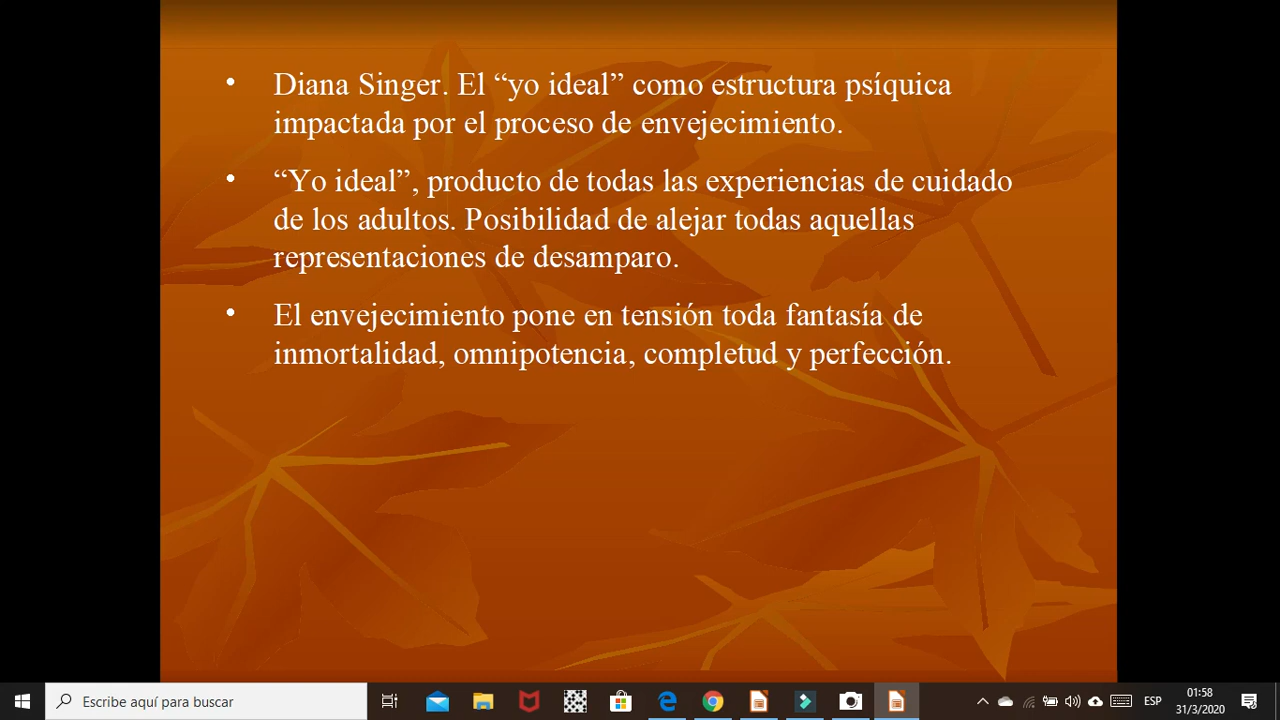 • Diana Singer. El “yo ideal” como estructura psíquica
impactada por el proceso de envejecimiento.
• “Yo ideal”, producto de todas las experiencias de cuidado
de los adultos. Posibilidad de alejar todas aquellas
representaciones de desamparo.
• El envejecimiento pone en tensión toda fantasía de
inmortalidad, omnipotencia, completud y perfección.
Escribe aquí para buscar
ESP
01:58
31/3/2020